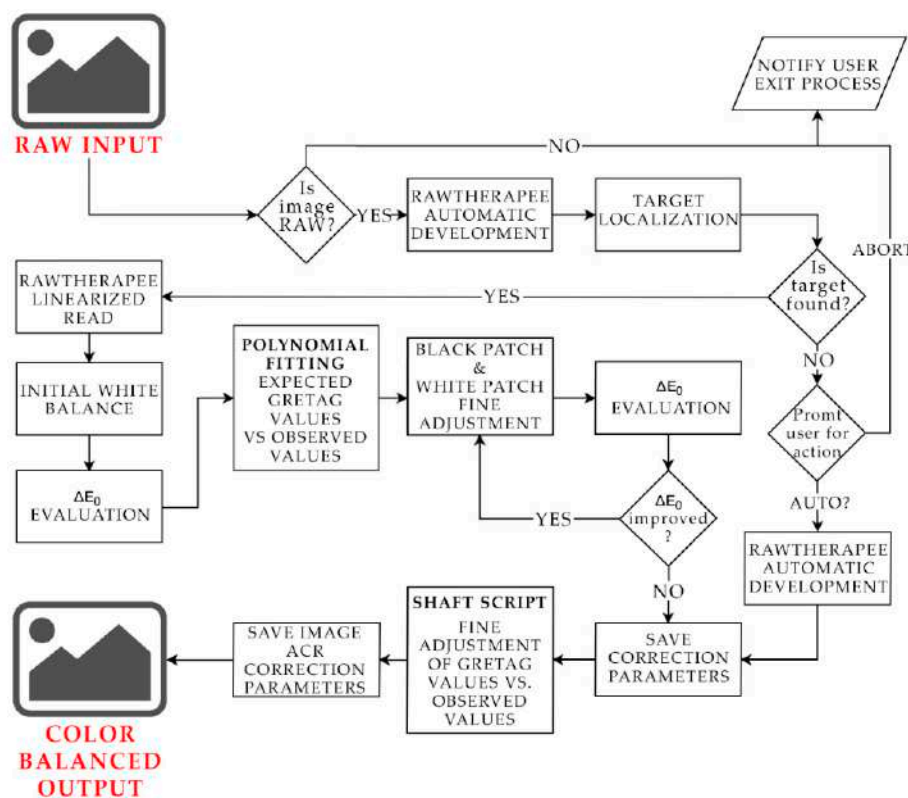 RAW INPUT
NOTIFY USER
EXIT PROCESS
NO
Is
image
RAW?
YES
RAWTHERAPEE
AUTOMATIC
DEVELOPMENT
TARGET
LOCALIZATION
ABORT
Is
target
found?
YES
RAWTHERAPEE
LINEARIZED
READ
INITIAL WHITE
BALANCE
ΔE₀
EVALUATION
POLYNOMIAL
FITTING
EXPECTED
GRETAG
VALUES
VS OBSERVED
VALUES
BLACK PATCH
&
WHITE PATCH
FINE
ADJUSTMENT
ΔE₀
EVALUATION
NO
Promt
user for
action
ΔE₀
improved
?
YES
AUTO?
RAWTHERAPEE
AUTOMATIC
DEVELOPMENT
NO
SAVE
CORRECTION
PARAMETERS
SHAFT SCRIPT
FINE
ADJUSTMENT
OF GRETAG
VALUES VS.
OBSERVED
VALUES
SAVE IMAGE
ACR
CORRECTION
PARAMETERS
COLOR
BALANCED
OUTPUT